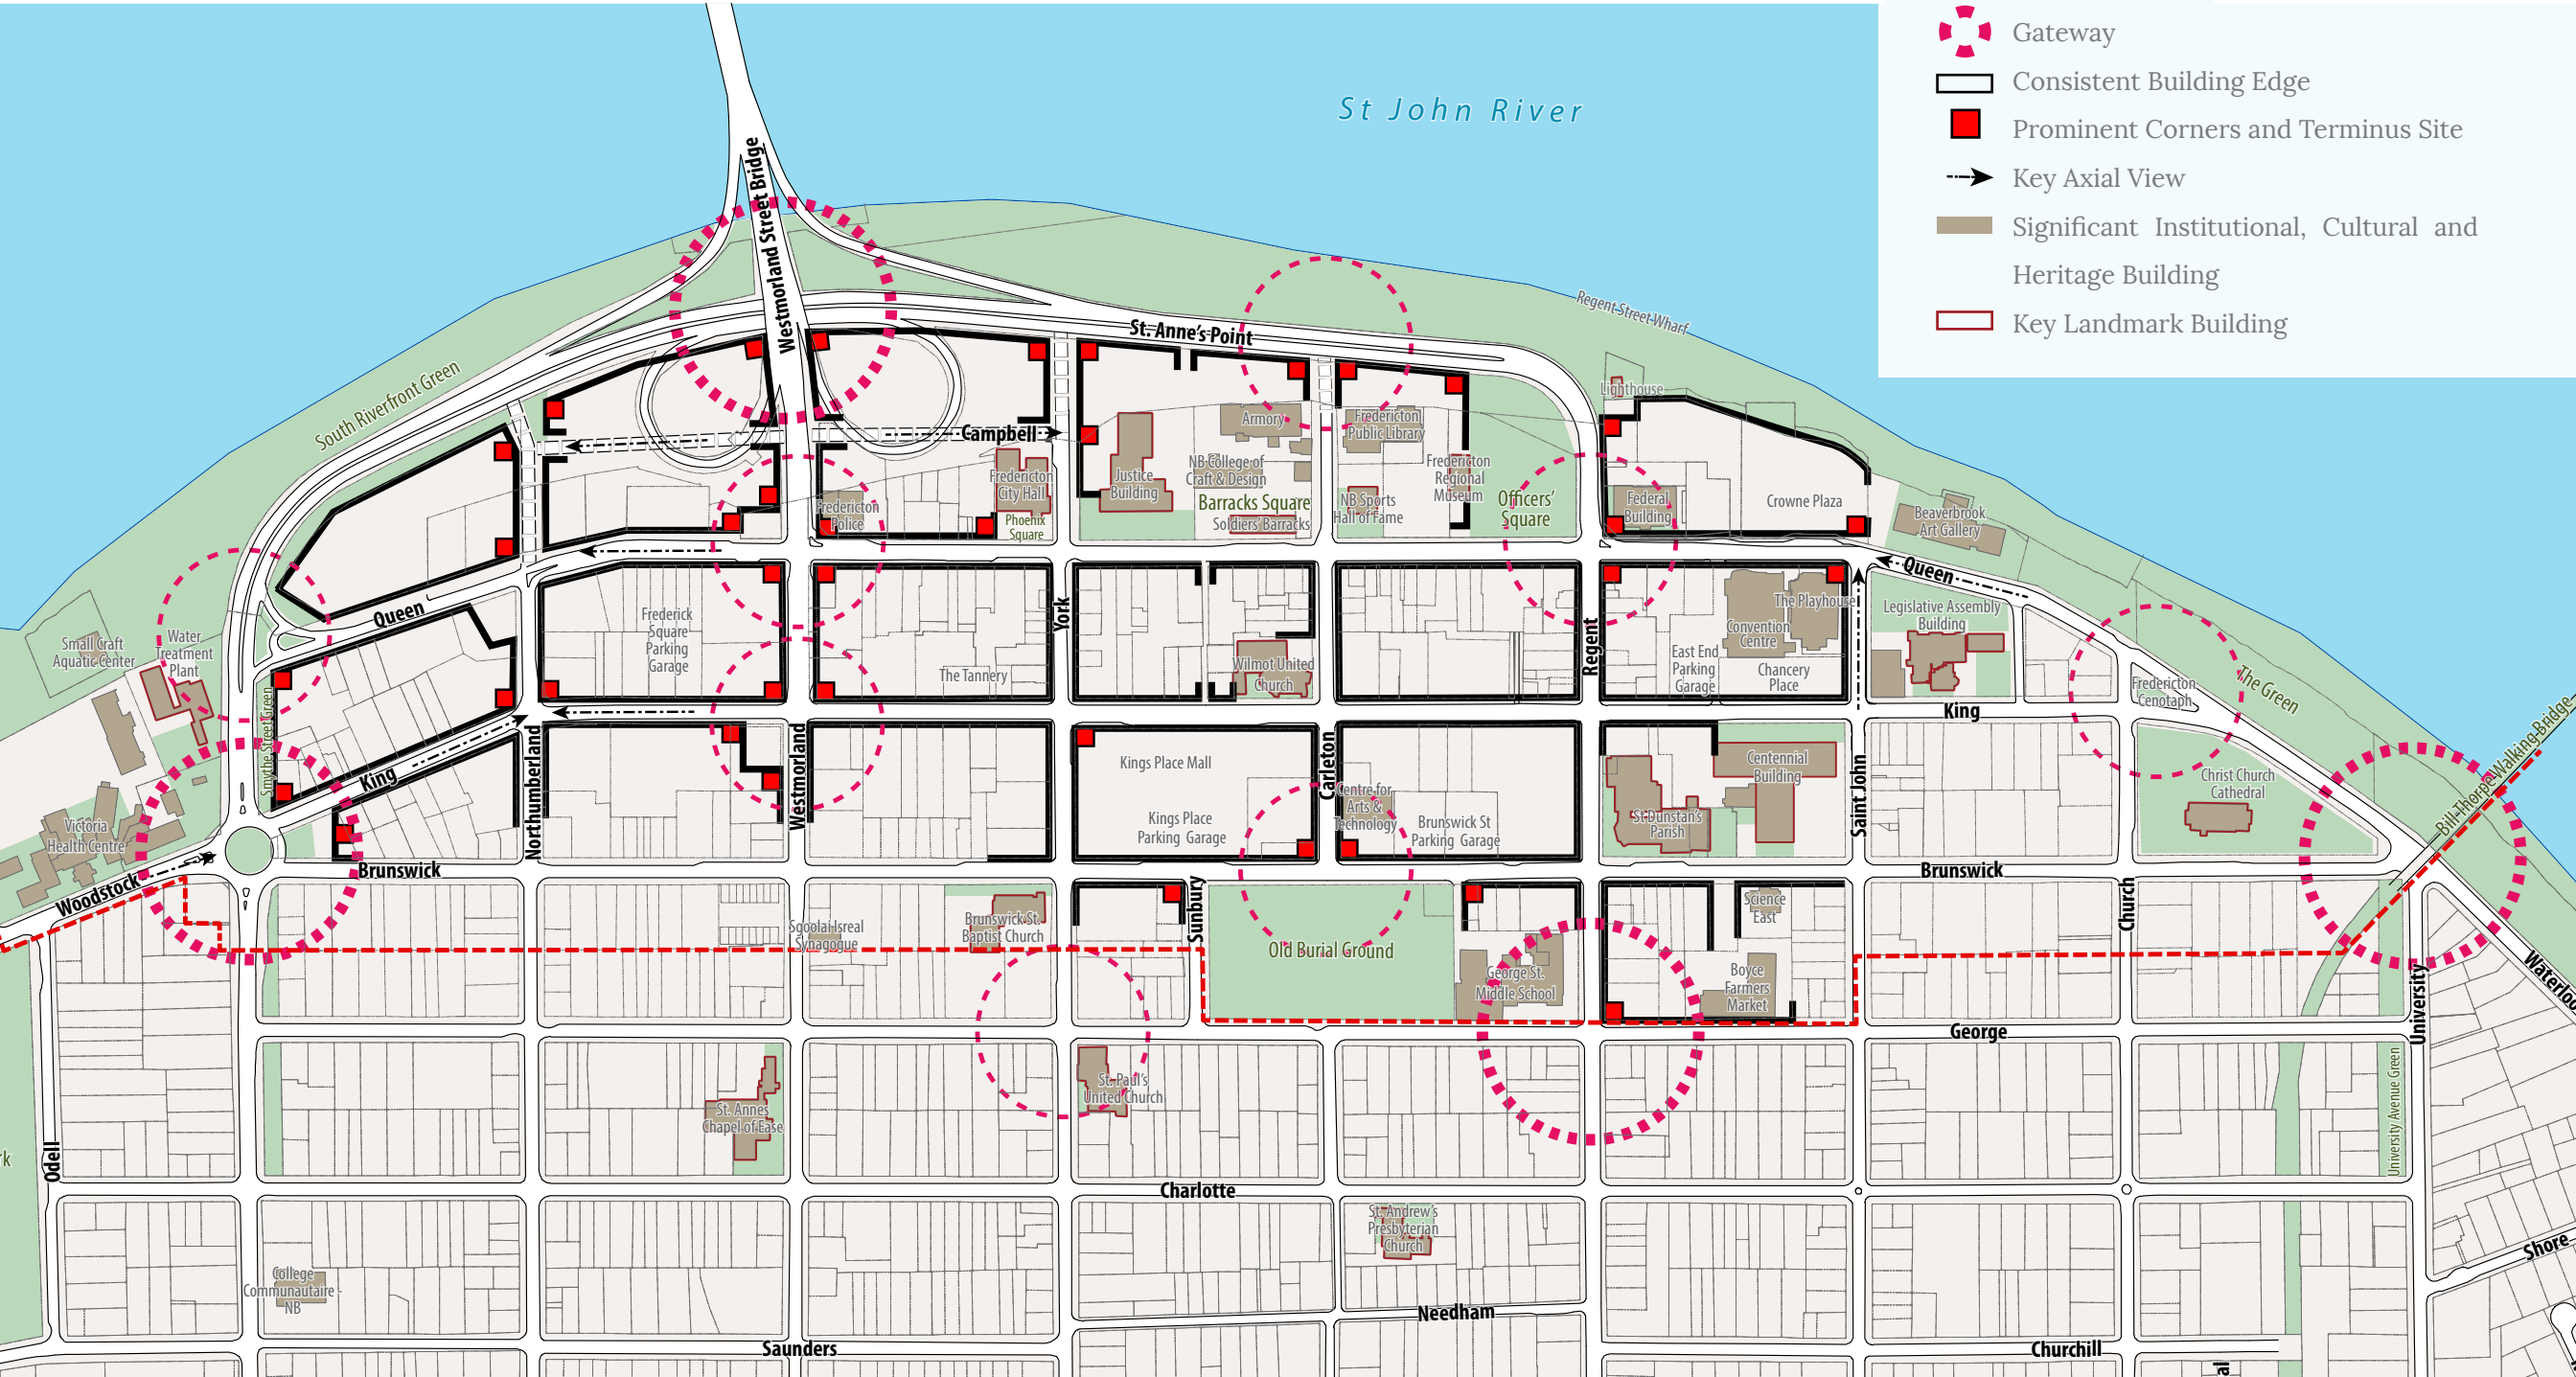 Gateway
Consistent Building Edge
Prominent Corners and Terminus Site
Key Axial View
Significant Institutional, Cultural and
Heritage Building
Key Landmark Building
St John River
Westmorland Street Bridge
Regent Street Wharf
St. Anne's Point
South Riverfront Green
Lighthouse
Campbell
Armory
Fredericton
Public Library
Fredericton
City Hall
Justice
Building
NB College of
Craft & Design
Fredericton
Regional
Museum
Barracks Square
Soldiers' Barracks
NB Sports
Hall of Fame
Officers'
Square
Federal
Building
Crowne Plaza
Beaverbrook
Art Gallery
Fredericton
Police
Phoenix
Square
Queen
Queen
Small Craft
Aquatic Center
Water
Treatment
Plant
Frederick
Square
Parking
Garage
York
The Tannery
Wilmot United
Church
Regent
East End
Parking
Garage
Convention
Centre
The Playhouse
Chancery
Place
Legislative Assembly
Building
Fredericton
Cenotaph
The Green
Bill Thorpe Walking Bridge
Smythe Street Green
King
King
Northumberland
Westmorland
Kings Place Mall
Kings Place
Parking Garage
Carleton
Centre for
Arts &
Technology
Brunswick St
Parking Garage
St Dunstan's
Parish
Centennial
Building
Saint John
Christ Church
Cathedral
Victoria
Health Centre
Woodstock
Brunswick
Brunswick
Sgoolai Isreal
Synagogue
Brunswick St.
Baptist Church
Sunbury
Old Burial Ground
George St.
Middle School
Science
East
Boyce
Farmers
Market
Church
University
Waterloo
George
St. Paul's
United Church
St. Annes
Chapel of Ease
University Avenue Green
Odell
Charlotte
St. Andrew's
Presbyterian
Church
Shore
College
Communautaire -
NB
Needham
Saunders
Churchill